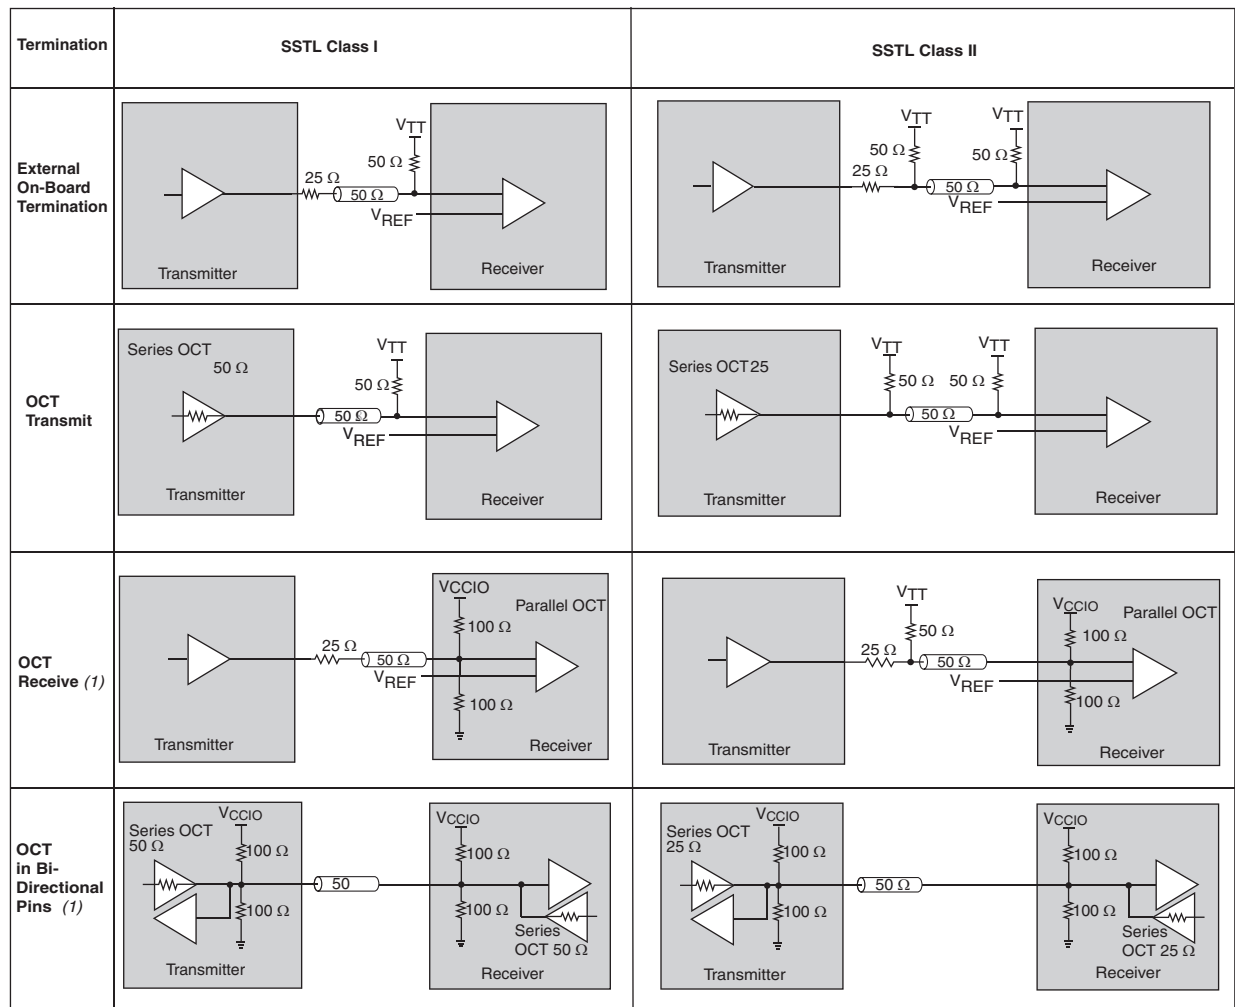 Termination
SSTL Class I
SSTL Class II
External
On-Board
Termination
VTT
50 Ω
25 Ω
50 Ω
VREF
Transmitter
Receiver
VTT
VTT
50 Ω
50 Ω
25 Ω
50 Ω
VREF
Transmitter
Receiver
OCT
Transmit
Series OCT
50 Ω
VTT
50 Ω
50 Ω
VREF
Transmitter
Receiver
Series OCT 25
VTT
VTT
50 Ω
50 Ω
50 Ω
VREF
Transmitter
Receiver
OCT
Receive (1)
VCCIO
Parallel OCT
100 Ω
25 Ω
50 Ω
VREF
100 Ω
Transmitter
Receiver
VTT
VCCIO
Parallel OCT
50 Ω
100 Ω
25 Ω
50 Ω
VREF
100 Ω
Transmitter
Receiver
OCT
in Bi-
Directional
Pins (1)
VCCIO
Series OCT
50 Ω
100 Ω
100 Ω
50
Transmitter
VCCIO
100 Ω
100 Ω
Series
OCT 50 Ω
Receiver
VCCIO
Series OCT
25 Ω
100 Ω
100 Ω
50 Ω
Transmitter
VCCIO
100 Ω
100 Ω
Series
OCT 25 Ω
Receiver